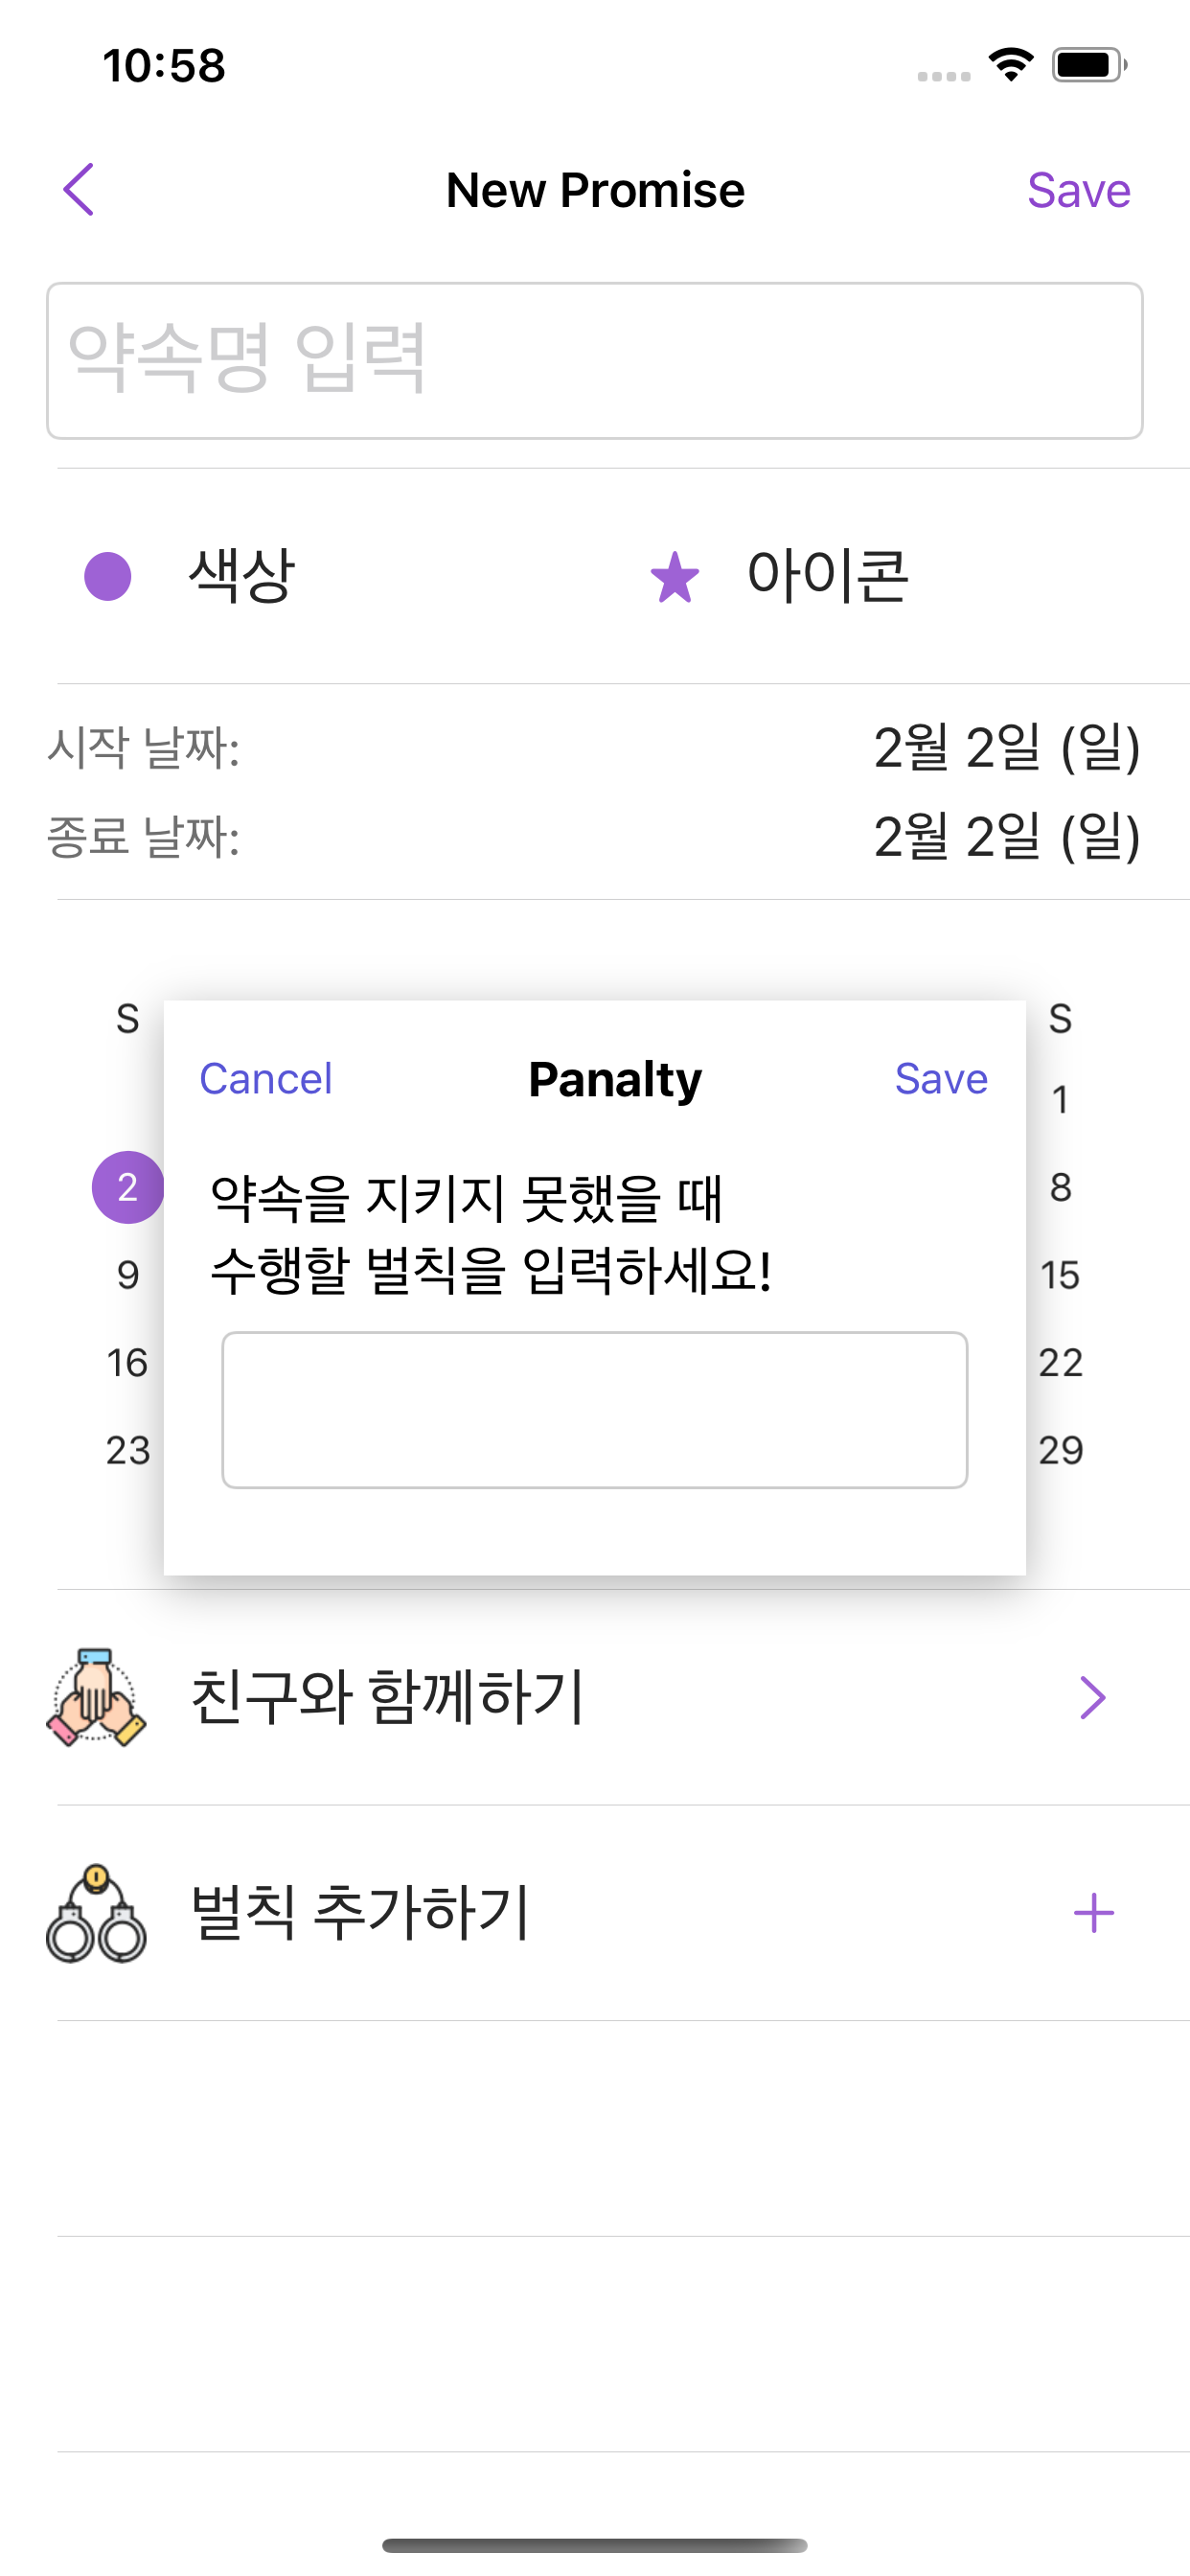 10:58
New Promise Save
약속명 입력
색상 아이콘
시작 날짜: 2월 2일 (일)
종료 날짜: 2월 2일 (일)
S S
Cancel Panalty Save
1
약속을 지키지 못했을 때
2 8
수행할 벌칙을 입력하세요!
9 15
16 22
23 29
친구와 함께하기
벌칙 추가하기